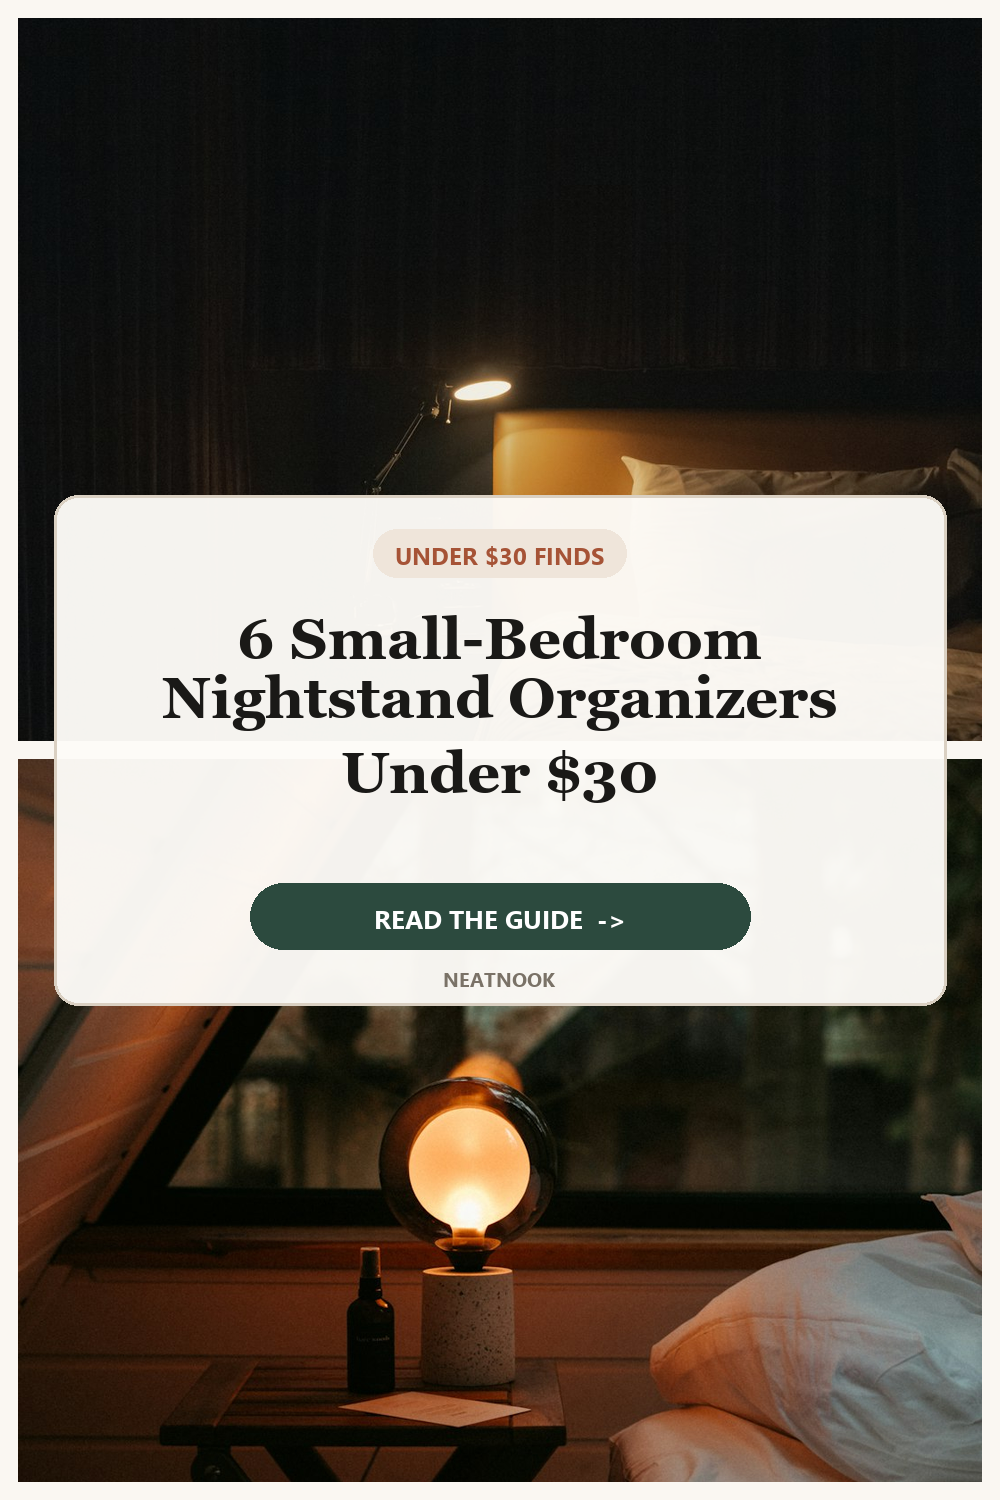 UNDER $30 FINDS
6 Small-Bedroom
Nightstand Organizers
Under $30
READ THE GUIDE ->
NEATNOOK